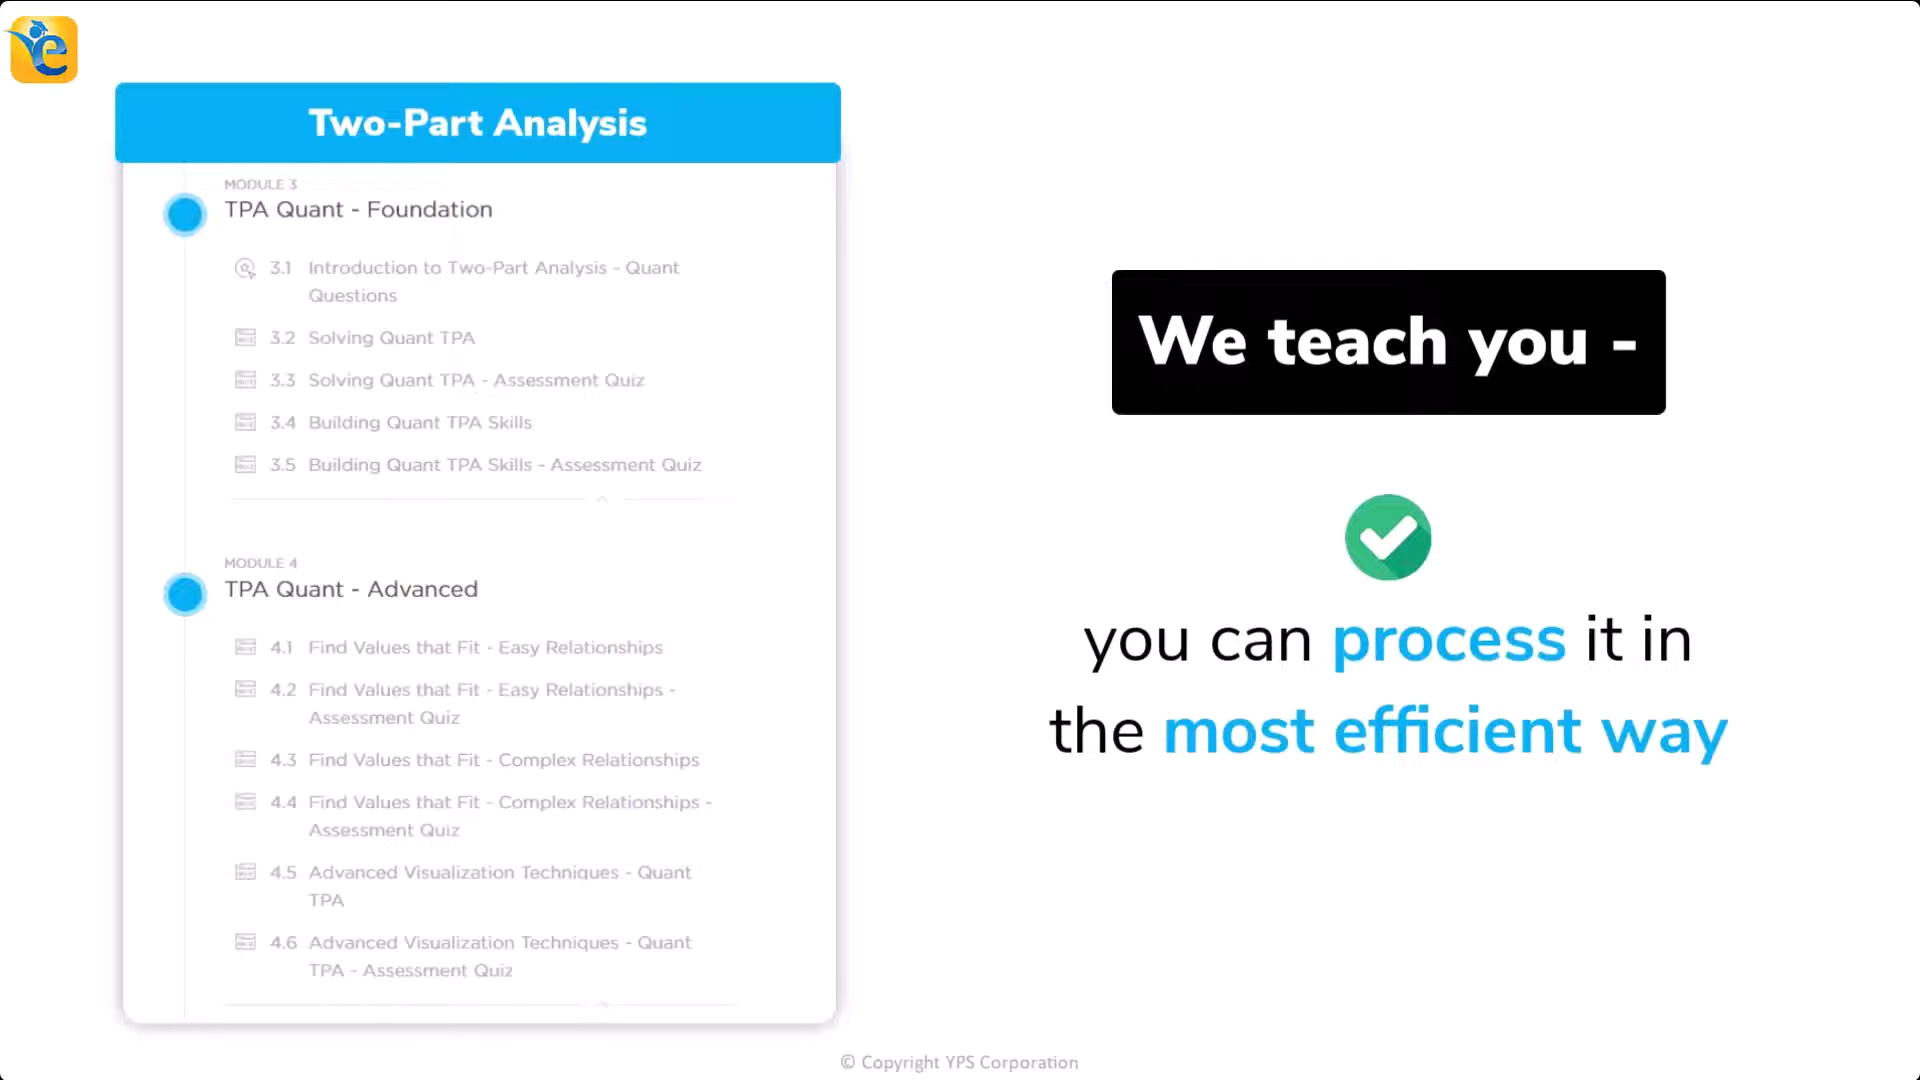 Two-Part Analysis
MODULE 3
TPA Quant - Foundation
3.1 Introduction to Two-Part Analysis - Quant
Questions
3.2 Solving Quant TPA
3.3 Solving Quant TPA - Assessment Quiz
3.4 Building Quant TPA Skills
3.5 Building Quant TPA Skills - Assessment Quiz
MODULE 4
TPA Quant - Advanced
4.1 Find Values that Fit - Easy Relationships
4.2 Find Values that Fit - Easy Relationships -
Assessment Quiz
4.3 Find Values that Fit - Complex Relationships
4.4 Find Values that Fit - Complex Relationships -
Assessment Quiz
4.5 Advanced Visualization Techniques - Quant
TPA
4.6 Advanced Visualization Techniques - Quant
TPA - Assessment Quiz
We teach you -
you can process it in
the most efficient way
© Copyright YPS Corporation